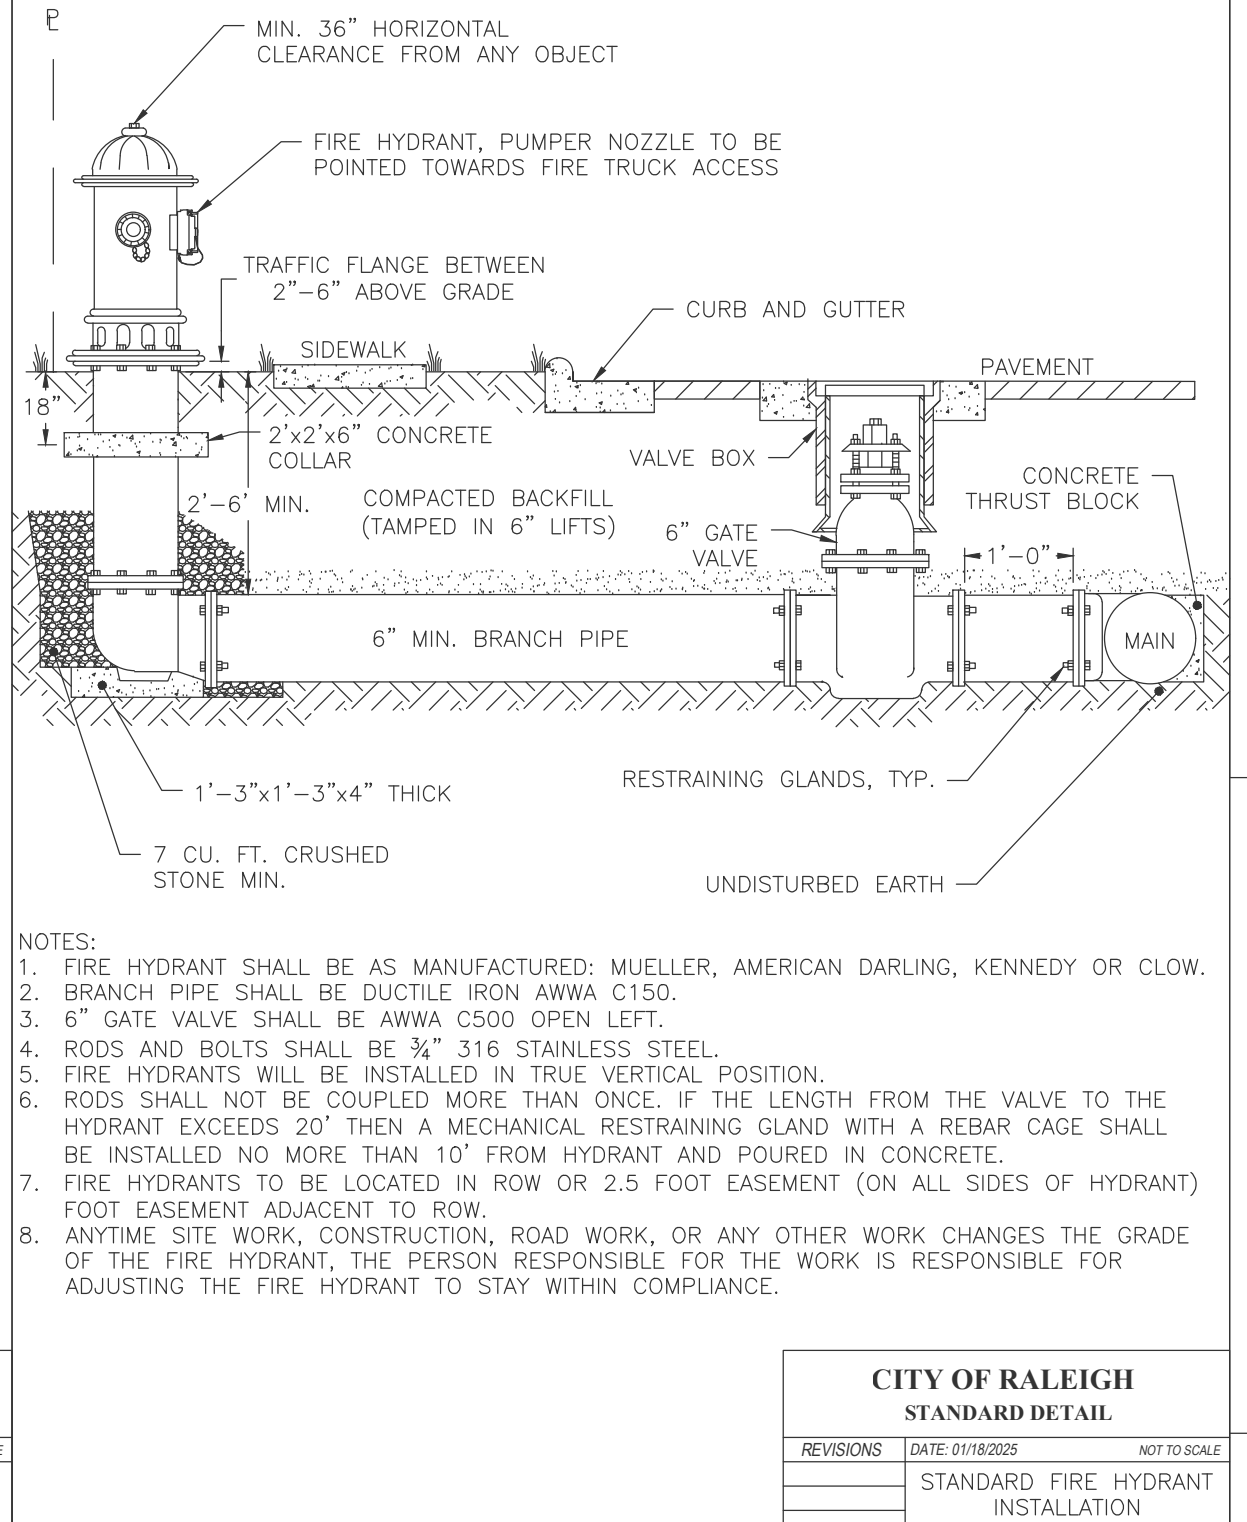 PL
MIN. 36" HORIZONTAL
CLEARANCE FROM ANY OBJECT
FIRE HYDRANT, PUMPER NOZZLE TO BE
POINTED TOWARDS FIRE TRUCK ACCESS
TRAFFIC FLANGE BETWEEN
2"-6" ABOVE GRADE
CURB AND GUTTER
SIDEWALK
PAVEMENT
18"
2'x2'x6" CONCRETE
COLLAR
VALVE BOX
CONCRETE
THRUST BLOCK
2'-6' MIN.
COMPACTED BACKFILL
(TAMPED IN 6" LIFTS)
6" GATE
VALVE
1'-0"
6" MIN. BRANCH PIPE
MAIN
RESTRAINING GLANDS, TYP.
1'-3"x1'-3"x4" THICK
7 CU. FT. CRUSHED
STONE MIN.
UNDISTURBED EARTH
NOTES:
1. FIRE HYDRANT SHALL BE AS MANUFACTURED: MUELLER, AMERICAN DARLING, KENNEDY OR CLOW.
2. BRANCH PIPE SHALL BE DUCTILE IRON AWWA C150.
3. 6" GATE VALVE SHALL BE AWWA C500 OPEN LEFT.
4. RODS AND BOLTS SHALL BE ¾" 316 STAINLESS STEEL.
5. FIRE HYDRANTS WILL BE INSTALLED IN TRUE VERTICAL POSITION.
6. RODS SHALL NOT BE COUPLED MORE THAN ONCE. IF THE LENGTH FROM THE VALVE TO THE
HYDRANT EXCEEDS 20' THEN A MECHANICAL RESTRAINING GLAND WITH A REBAR CAGE SHALL
BE INSTALLED NO MORE THAN 10' FROM HYDRANT AND POURED IN CONCRETE.
7. FIRE HYDRANTS TO BE LOCATED IN ROW OR 2.5 FOOT EASEMENT (ON ALL SIDES OF HYDRANT)
FOOT EASEMENT ADJACENT TO ROW.
8. ANYTIME SITE WORK, CONSTRUCTION, ROAD WORK, OR ANY OTHER WORK CHANGES THE GRADE
OF THE FIRE HYDRANT, THE PERSON RESPONSIBLE FOR THE WORK IS RESPONSIBLE FOR
ADJUSTING THE FIRE HYDRANT TO STAY WITHIN COMPLIANCE.
CITY OF RALEIGH
STANDARD DETAIL
REVISIONS DATE: 01/18/2025 NOT TO SCALE
STANDARD FIRE HYDRANT
INSTALLATION